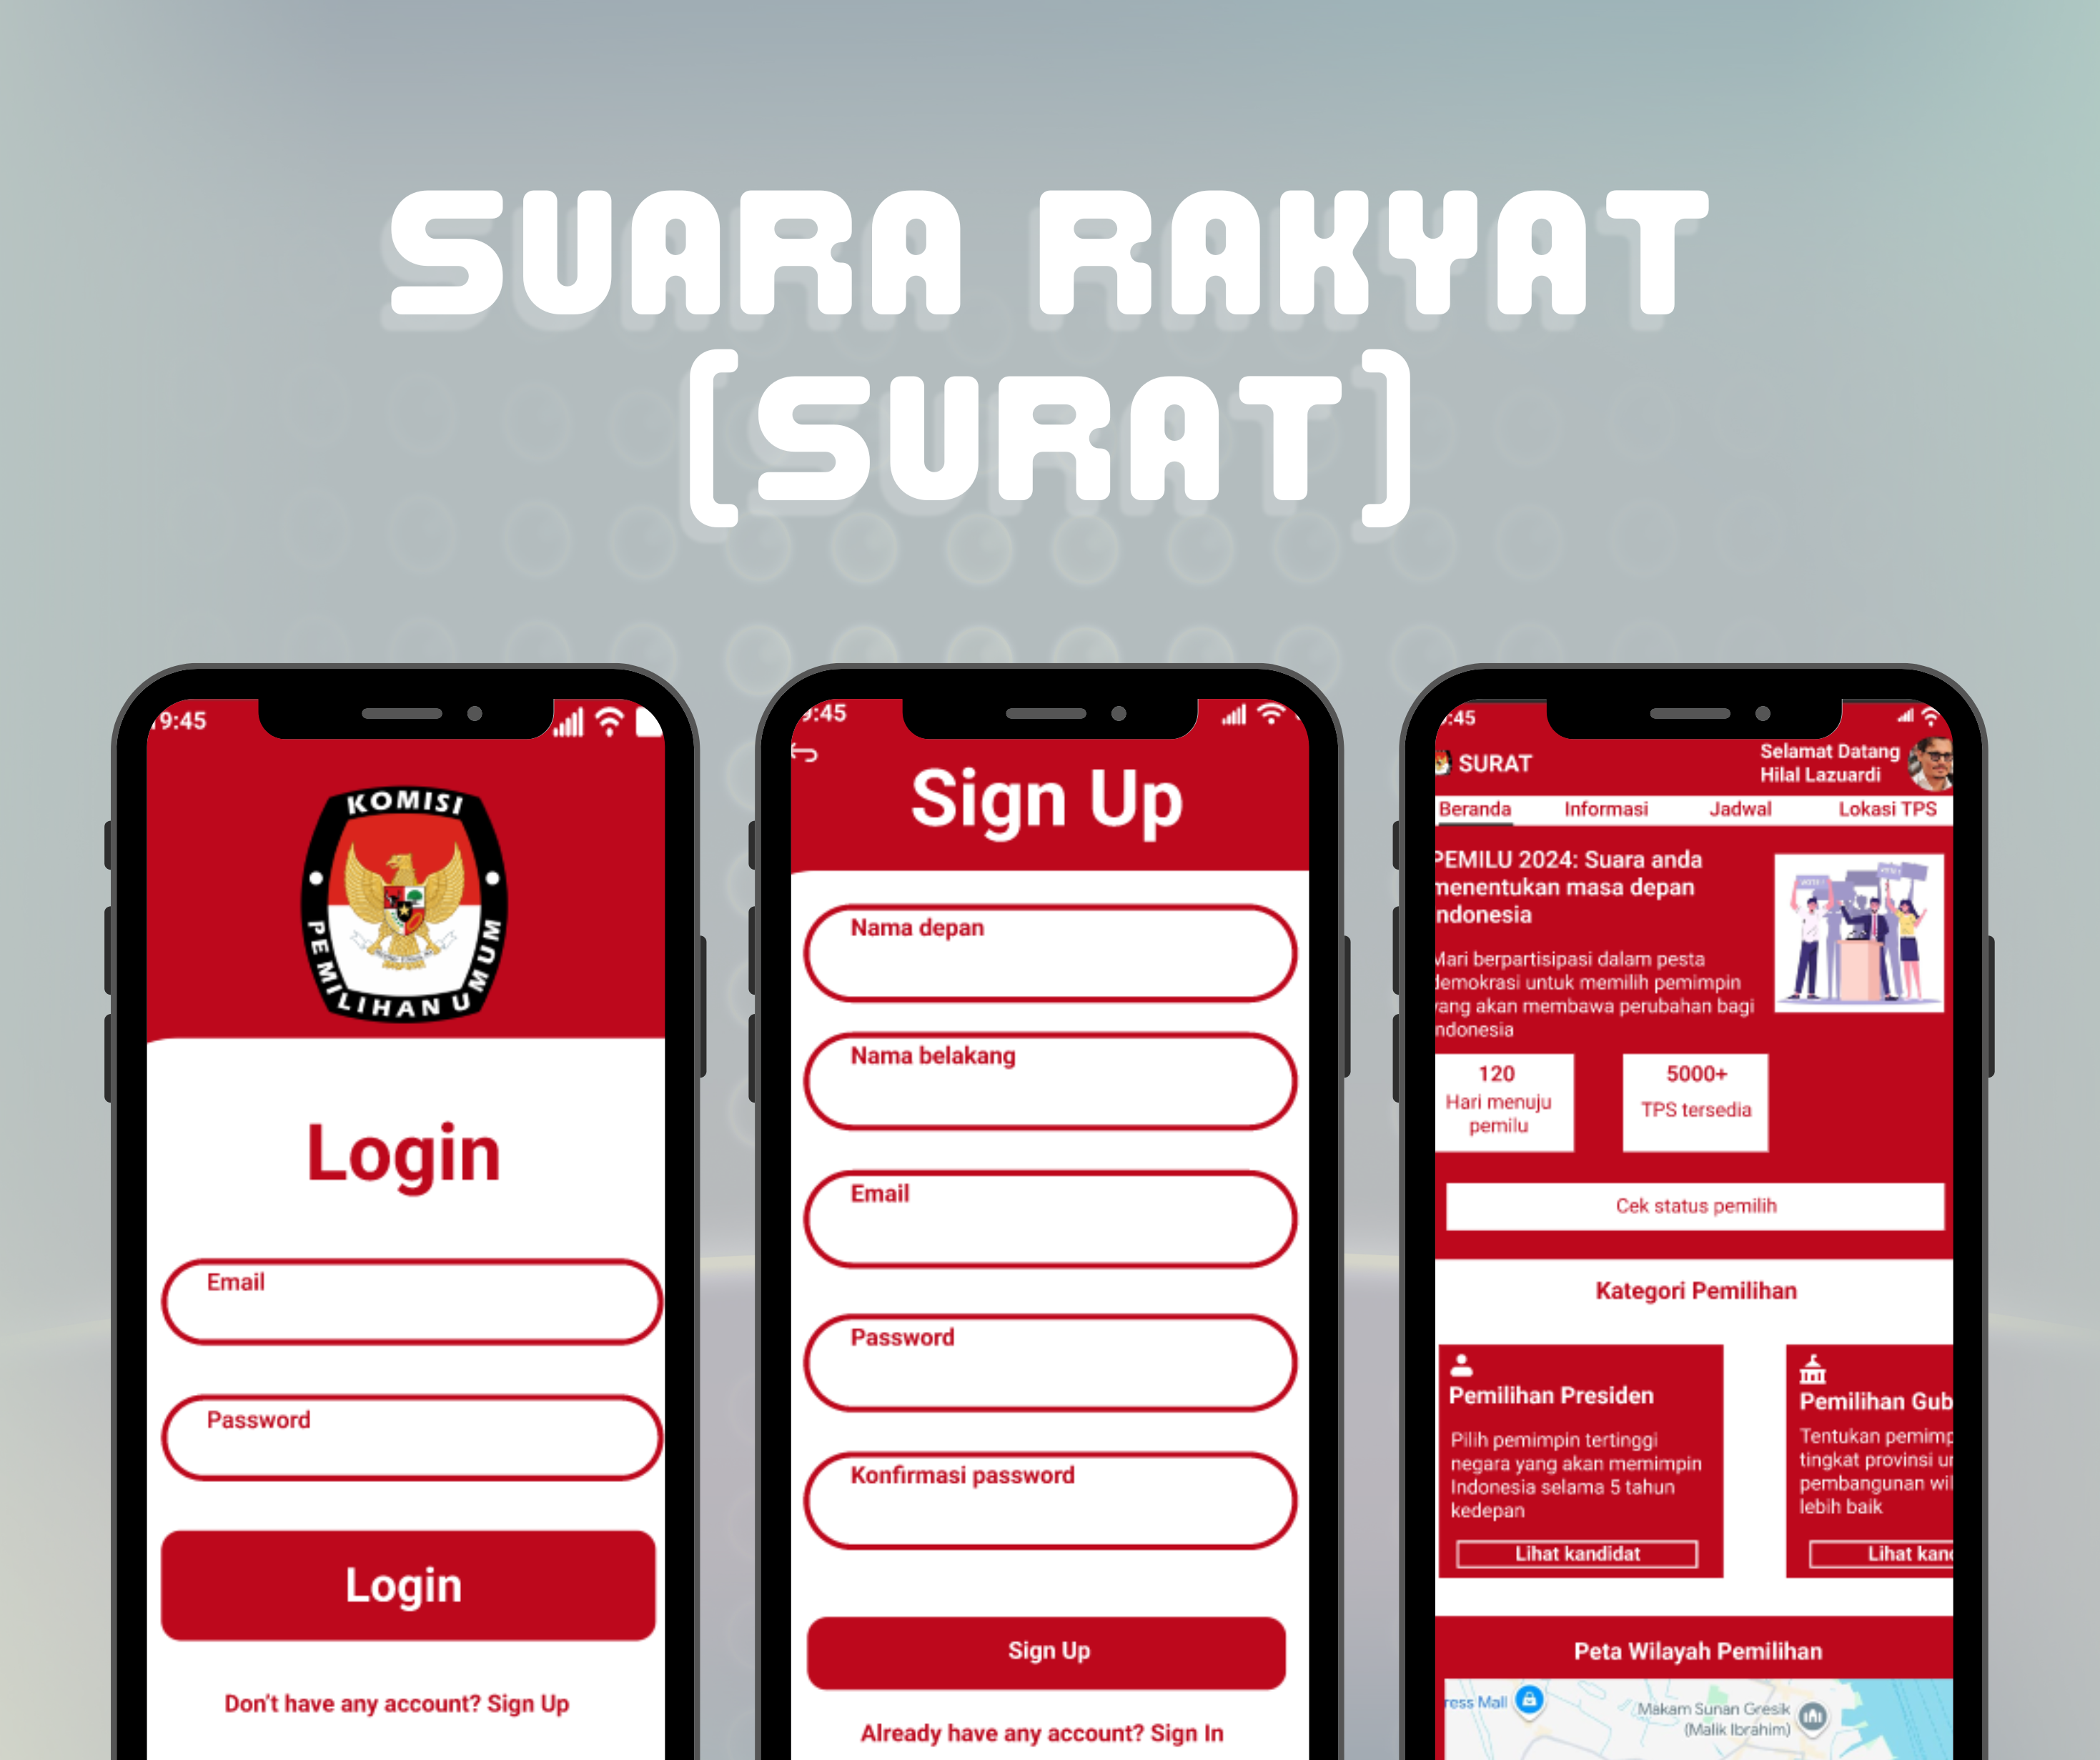 SUARA RAKYAT
(SURAT)
9:45
KOMISI
PEMILIHAN UMUM
Login
Email
Password
Login
Don't have any account? Sign Up
9:45
Sign Up
Nama depan
Nama belakang
Email
Password
Konfirmasi password
Sign Up
Already have any account? Sign In
:45
SURAT
Selamat Datang
Hilal Lazuardi
Beranda Informasi Jadwal Lokasi TPS
PEMILU 2024: Suara anda
menentukan masa depan
ndonesia
Mari berpartisipasi dalam pesta
demokrasi untuk memilih pemimpin
yang akan membawa perubahan bagi
ndonesia
120
Hari menuju
pemilu
5000+
TPS tersedia
Cek status pemilih
Kategori Pemilihan
Pemilihan Presiden
Pilih pemimpin tertinggi
negara yang akan memimpin
Indonesia selama 5 tahun
kedepan
Lihat kandidat
Pemilihan Gub
Tentukan pemimp
tingkat provinsi un
pembangunan wil
lebih baik
Lihat kand
Peta Wilayah Pemilihan
ress Mall
Makam Sunan Gresik
(Malik Ibrahim)